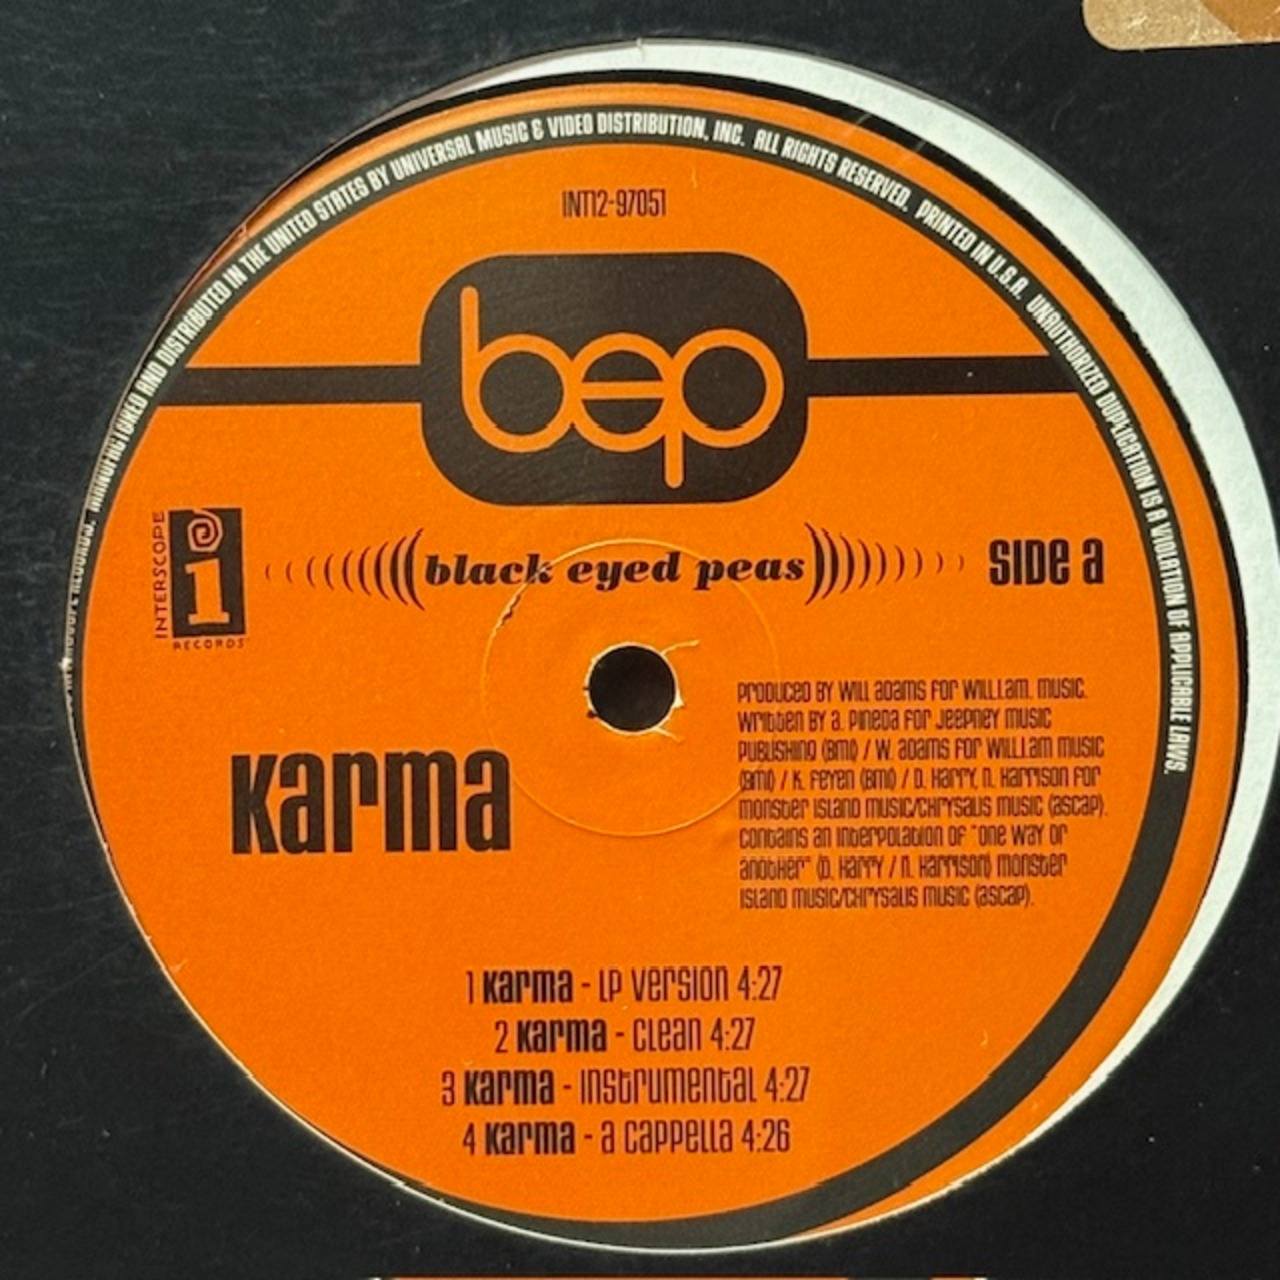 MANUFACTURED AND DISTRIBUTED IN THE UNITED STATES BY UNIVERSAL MUSIC & VIDEO DISTRIBUTION, INC. ALL RIGHTS RESERVED. PRINTED IN U.S.A. UNAUTHORIZED DUPLICATION IS A VIOLATION OF APPLICABLE LAWS.
INT12-97051
bep
INTERSCOPE
i
RECORDS
black eyed peas
SIDE a
Karma
PRODUCED BY WILL ADAMS FOR WILL.I.AM. MUSIC.
WRITTEN BY A. PINEDA FOR JEEPNEY MUSIC
PUBLISHING (BMI) / W. ADAMS FOR WILL.I.AM MUSIC
(BMI) / K. FEYEN (BMI) / D. HARRY, N. HARRISON FOR
MONSTER ISLAND MUSIC/CHRYSALIS MUSIC (ASCAP).
CONTAINS AN INTERPOLATION OF "ONE WAY OR
ANOTHER" (D. HARRY / N. HARRISON) MONSTER
ISLAND MUSIC/CHRYSALIS MUSIC (ASCAP).
1 Karma - LP Version 4:27
2 Karma - Clean 4:27
3 Karma - Instrumental 4:27
4 Karma - a cappella 4:26